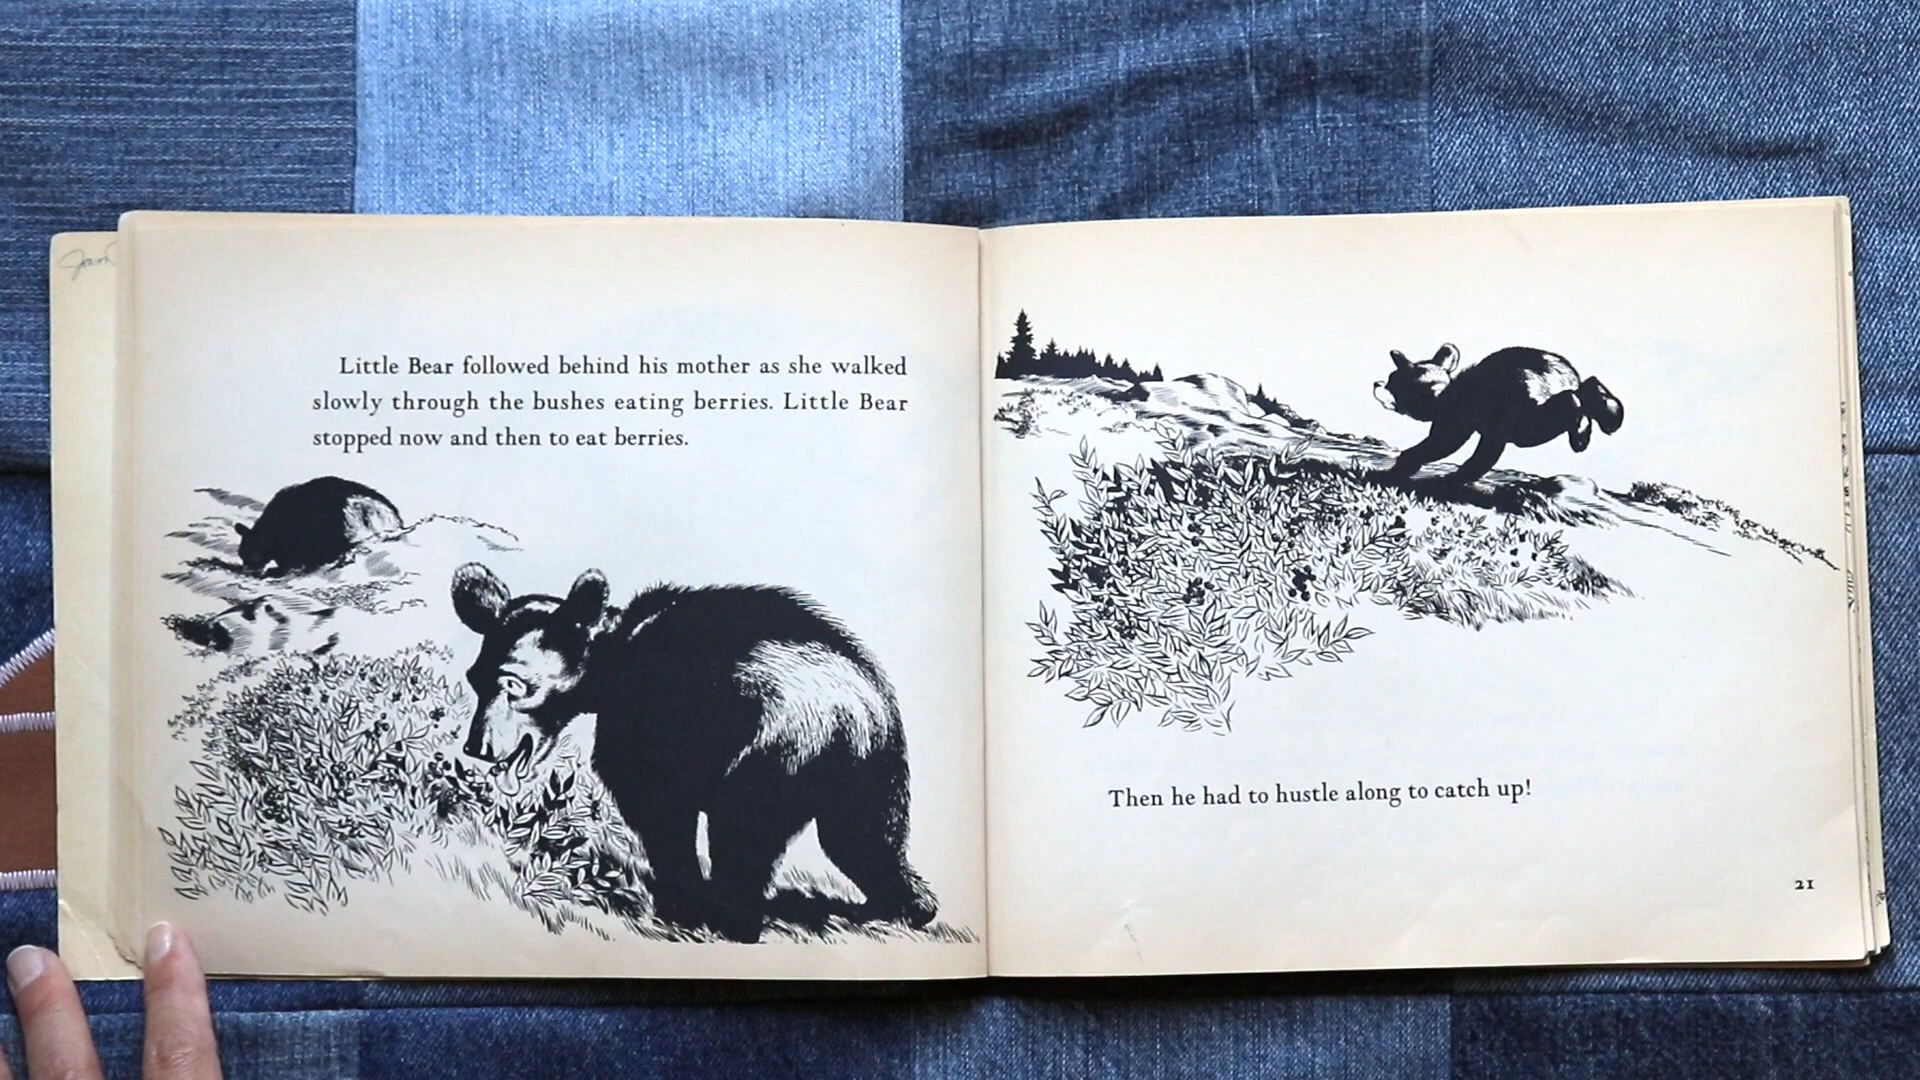 Little Bear followed behind his mother as she walked
slowly through the bushes eating berries. Little Bear
stopped now and then to eat berries.
Then he had to hustle along to catch up!
21